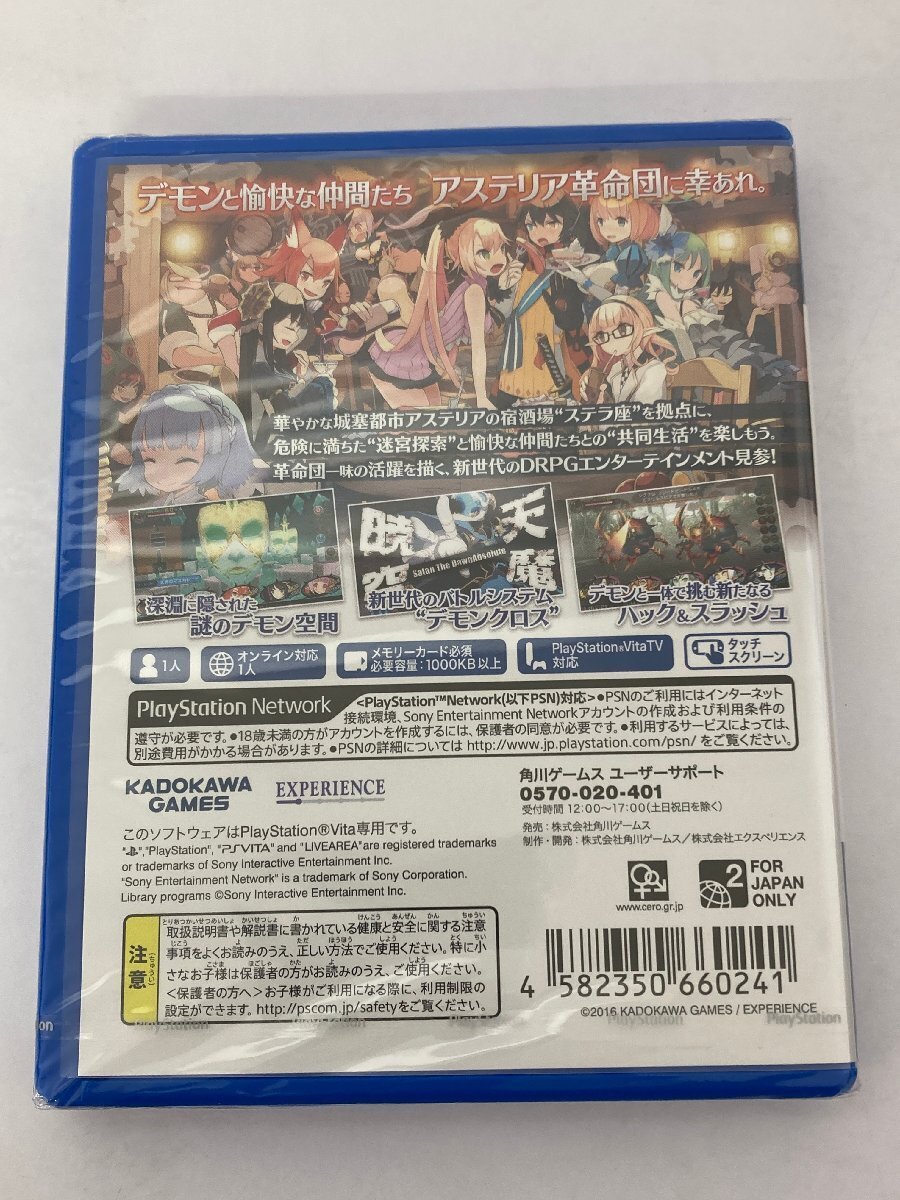 デモンと愉快な仲間たち アステリア革命団に幸あれ。
華やかな城塞都市アステリアの宿酒場“ステラ座”を拠点に、
危険に満ちた“迷宮探索”と愉快な仲間たちとの“共同生活”を楽しもう。
革命団一味の活躍を描く、新世代のDRPGエンターテインメント見参!
暁 天
魔
Satan The DawnAbsolute
深淵に隠された
謎のデモン空間
新世代のバトルシステム
“デモンクロス”
デモンと一体で挑む新たなる
ハック&スラッシュ
1人
オンライン対応
1人
メモリーカード必須
必要容量:1000KB以上
PlayStation®VitaTV
対応
タッチ
スクリーン
PlayStation Network
<PlayStation™Network(以下PSN)対応>●PSNのご利用にはインターネット
接続環境、Sony Entertainment Networkアカウントの作成および利用条件の
遵守が必要です。●18歳未満の方がアカウントを作成するには、保護者の同意が必要です。●利用するサービスによっては、
別途費用がかかる場合があります。●PSNの詳細については http://www.jp.playstation.com/psn/ をご覧ください。
KADOKAWA
GAMES
EXPERIENCE
角川ゲームス ユーザーサポート
0570-020-401
受付時間 12:00～17:00(土日祝日を除く)
発売:株式会社角川ゲームス
制作・開発:株式会社角川ゲームス/株式会社エクスペリエンス
このソフトウェアはPlayStation®Vita専用です。
"PS","PlayStation", "PSVITA" and "LIVEAREA" are registered trademarks
or trademarks of Sony Interactive Entertainment Inc.
"Sony Entertainment Network" is a trademark of Sony Corporation.
Library programs ©Sony Interactive Entertainment Inc.
www.cero.gr.jp
2
FOR
JAPAN
ONLY
注意
取扱説明書や解説書に書かれている健康と安全に関する注意
事項をよくお読みのうえ、正しい方法でご使用ください。特に小
さなお子様は保護者の方がお読みのうえ、ご使用ください。
<保護者の方へ>お子様がご利用になる際に、利用制限の
設定ができます。http://pscom.jp/safetyをご覧ください。
4 582350 660241
©2016 KADOKAWA GAMES / EXPERIENCE
PlayStation